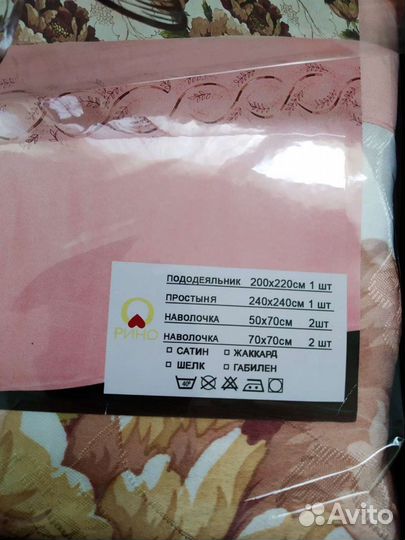 ПОДОДЕЯЛЬНИК 200х220см 1 шт
ПРОСТЫНЯ 240х240см 1 шт
НАВОЛОЧКА 50х70см 2шт
НАВОЛОЧКА 70х70см 2 шт
САТИН ЖАККАРД
ШЕЛК ГАБИЛЕН
РИНО
40°
Avito